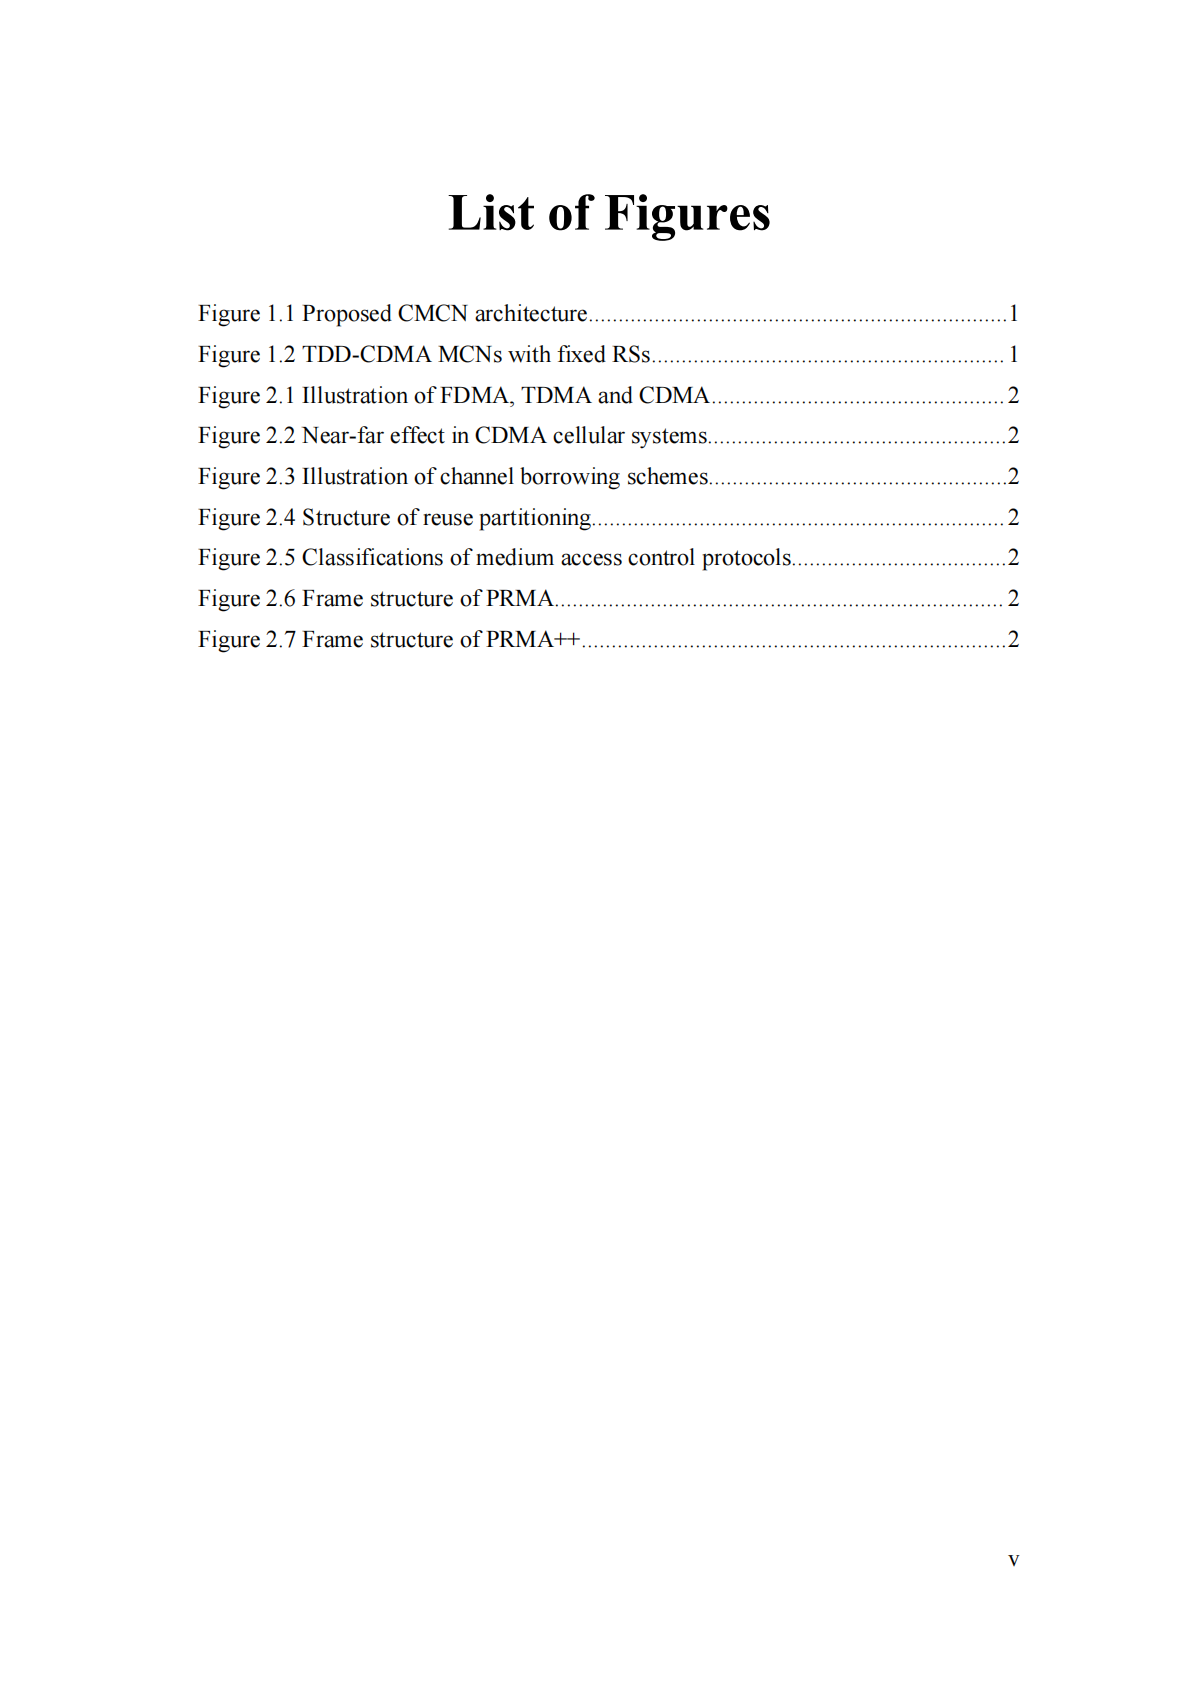 List of Figures
Figure 1.1 Proposed CMCN architecture......................................................................1
Figure 1.2 TDD-CDMA MCNs with fixed RSs........................................................... 1
Figure 2.1 Illustration of FDMA, TDMA and CDMA................................................. 2
Figure 2.2 Near-far effect in CDMA cellular systems..................................................2
Figure 2.3 Illustration of channel borrowing schemes..................................................2
Figure 2.4 Structure of reuse partitioning..................................................................... 2
Figure 2.5 Classifications of medium access control protocols....................................2
Figure 2.6 Frame structure of PRMA........................................................................... 2
Figure 2.7 Frame structure of PRMA++.......................................................................2
v